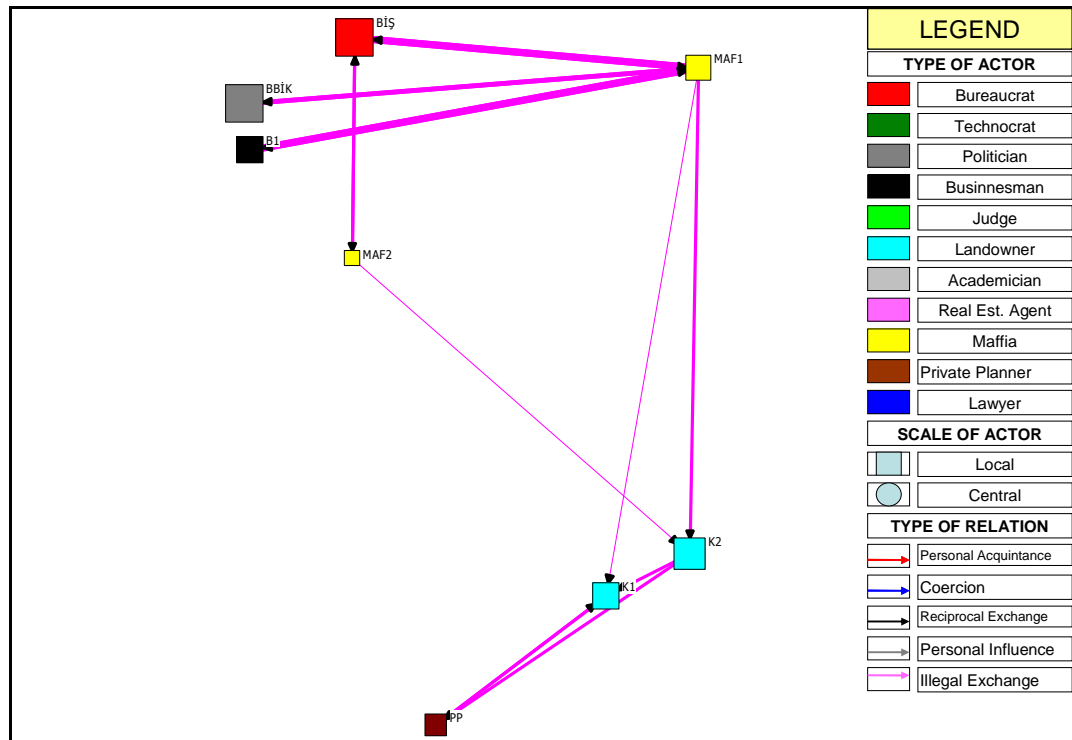 BİŞ
MAF1
BBİK
B1
MAF2
K2
K1
PP
LEGEND
TYPE OF ACTOR
Bureaucrat
Technocrat
Politician
Businnesman
Judge
Landowner
Academician
Real Est. Agent
Maffia
Private Planner
Lawyer
SCALE OF ACTOR
Local
Central
TYPE OF RELATION
Personal Acquintance
Coercion
Reciprocal Exchange
Personal Influence
Illegal Exchange